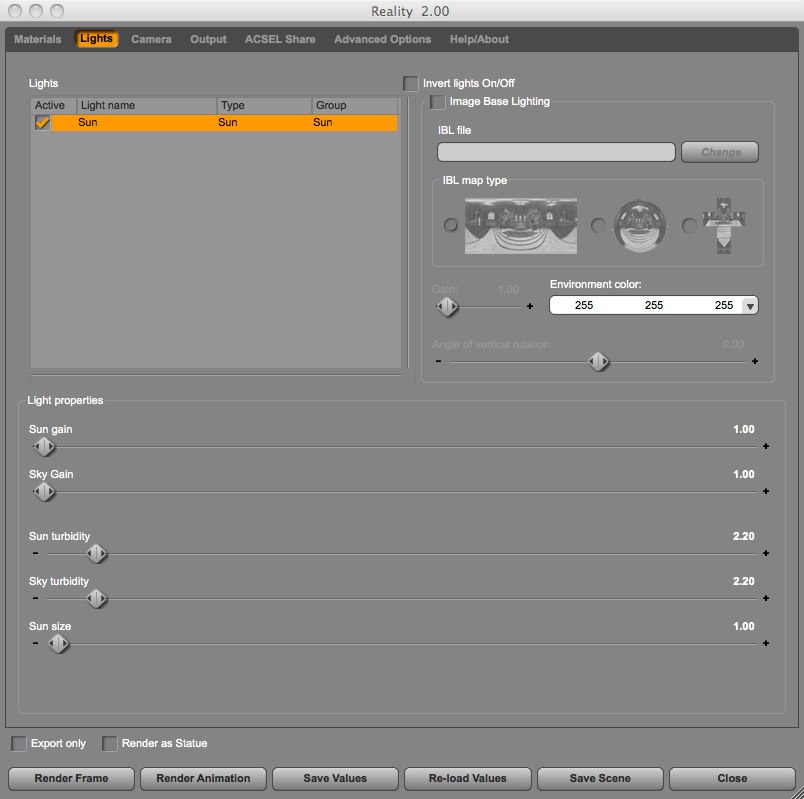 Reality 2.00
Materials Lights Camera Output ACSEL Share Advanced Options Help/About
Lights
Invert lights On/Off
Active Light name Type Group
Sun Sun Sun
Image Base Lighting
IBL file
Change
IBL map type
Gain: 1.00
Environment color:
+
255 255 255
Angle of vertical rotation: 0.00
- +
Light properties
Sun gain 1.00
+
Sky Gain 1.00
+
Sun turbidity 2.20
- +
Sky turbidity 2.20
- +
Sun size 1.00
- +
Export only Render as Statue
Render Frame Render Animation Save Values Re-load Values Save Scene Close